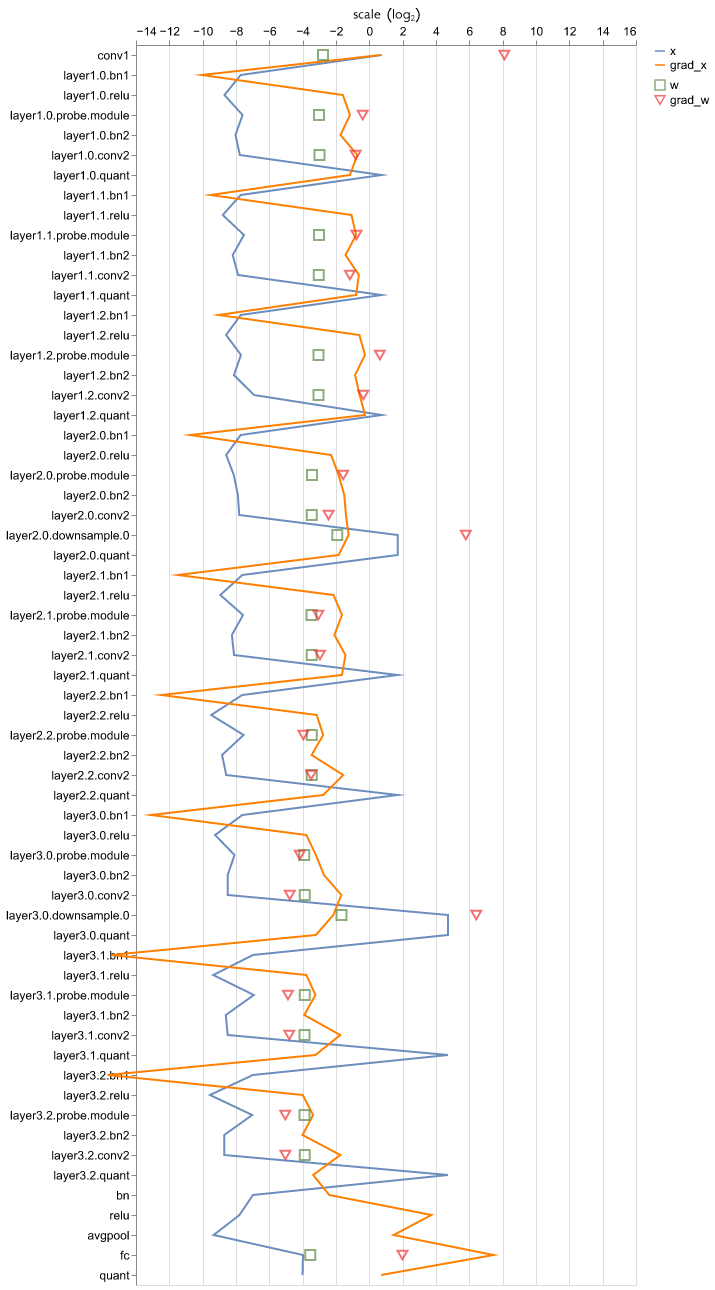 scale (log₂)
−14 −12 −10 −8 −6 −4 −2 0 2 4 6 8 10 12 14 16
x
grad_x
w
grad_w
conv1
layer1.0.bn1
layer1.0.relu
layer1.0.probe.module
layer1.0.bn2
layer1.0.conv2
layer1.0.quant
layer1.1.bn1
layer1.1.relu
layer1.1.probe.module
layer1.1.bn2
layer1.1.conv2
layer1.1.quant
layer1.2.bn1
layer1.2.relu
layer1.2.probe.module
layer1.2.bn2
layer1.2.conv2
layer1.2.quant
layer2.0.bn1
layer2.0.relu
layer2.0.probe.module
layer2.0.bn2
layer2.0.conv2
layer2.0.downsample.0
layer2.0.quant
layer2.1.bn1
layer2.1.relu
layer2.1.probe.module
layer2.1.bn2
layer2.1.conv2
layer2.1.quant
layer2.2.bn1
layer2.2.relu
layer2.2.probe.module
layer2.2.bn2
layer2.2.conv2
layer2.2.quant
layer3.0.bn1
layer3.0.relu
layer3.0.probe.module
layer3.0.bn2
layer3.0.conv2
layer3.0.downsample.0
layer3.0.quant
layer3.1.bn1
layer3.1.relu
layer3.1.probe.module
layer3.1.bn2
layer3.1.conv2
layer3.1.quant
layer3.2.bn1
layer3.2.relu
layer3.2.probe.module
layer3.2.bn2
layer3.2.conv2
layer3.2.quant
bn
relu
avgpool
fc
quant